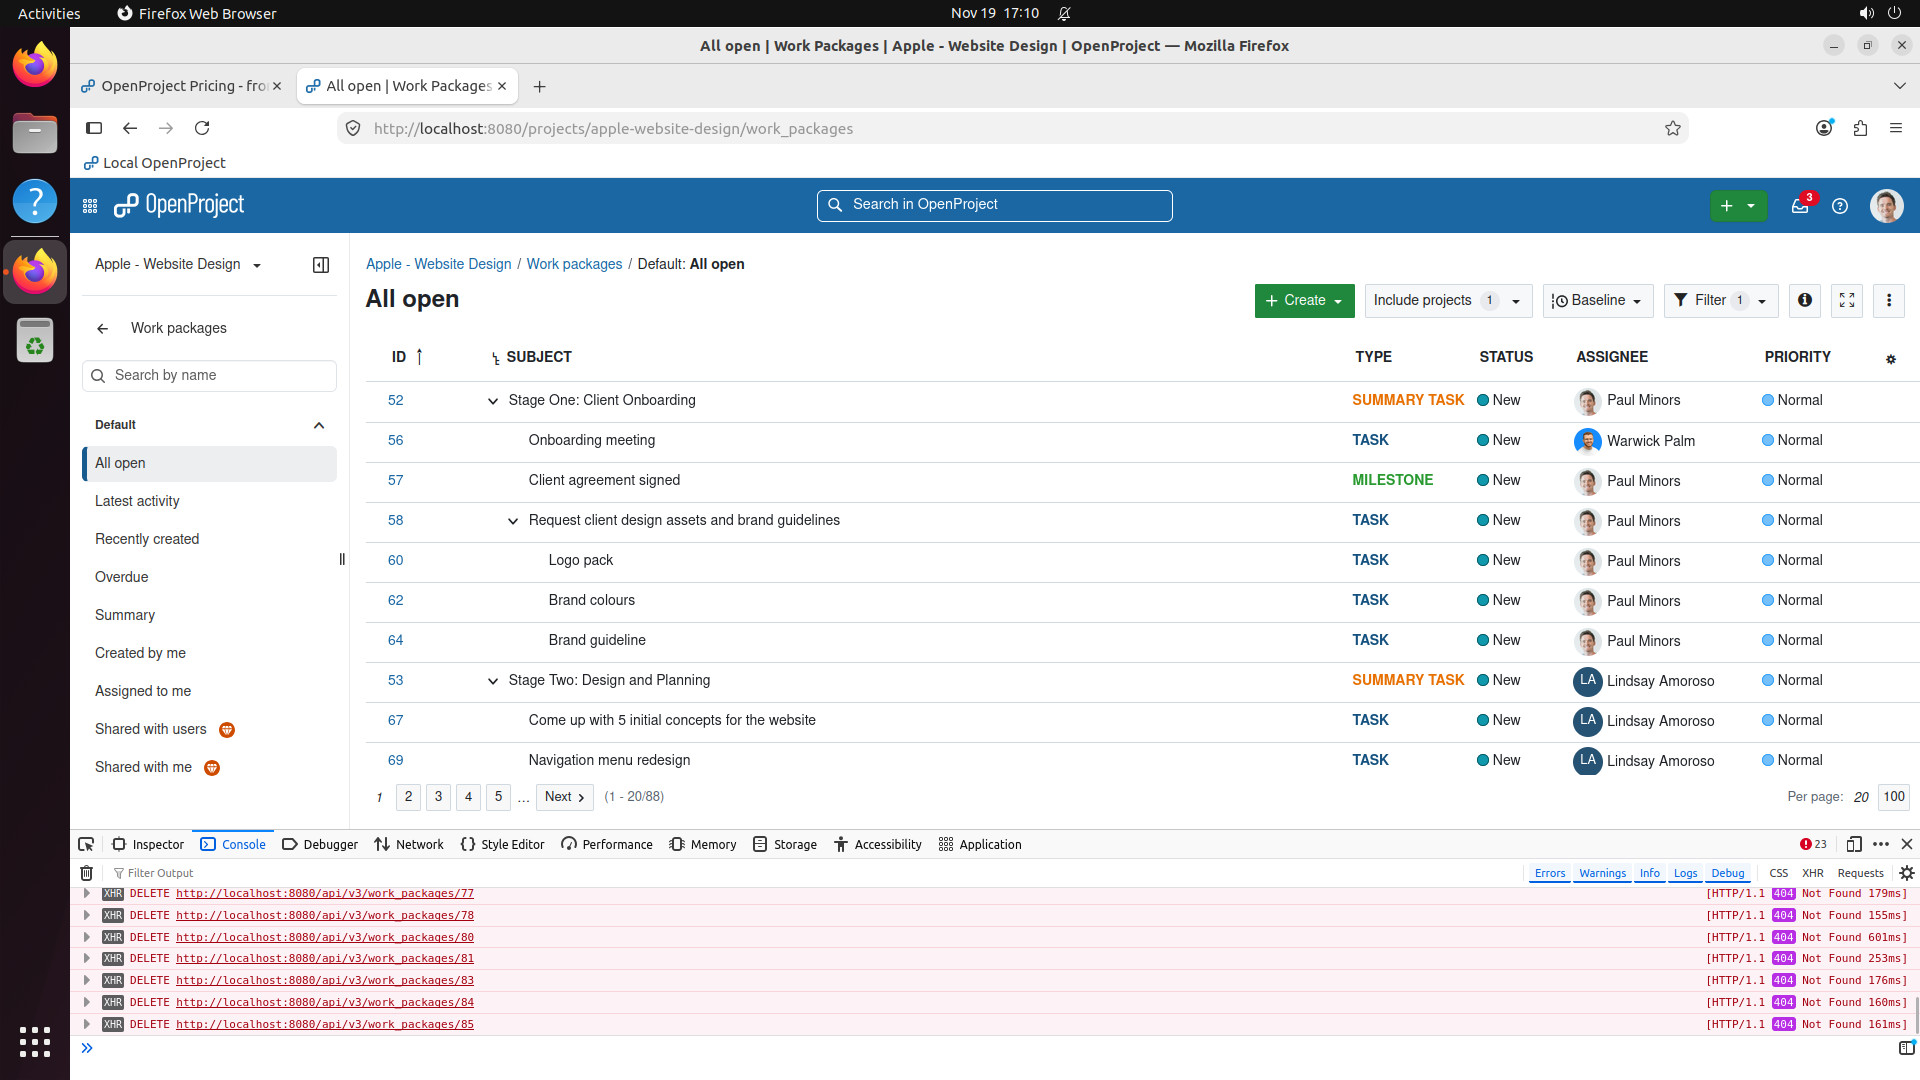 Activities
Firefox Web Browser
Nov 19 17:10
All open | Work Packages | Apple - Website Design | OpenProject — Mozilla Firefox
OpenProject Pricing - fro
All open | Work Packages
http://localhost:8080/projects/apple-website-design/work_packages
Local OpenProject
OpenProject
Search in OpenProject
3
Apple - Website Design
Work packages
Search by name
Default
All open
Latest activity
Recently created
Overdue
Summary
Created by me
Assigned to me
Shared with users
Shared with me
Apple - Website Design / Work packages / Default: All open
All open
+ Create
Include projects 1
Baseline
Filter 1
ID SUBJECT TYPE STATUS ASSIGNEE PRIORITY
52 Stage One: Client Onboarding SUMMARY TASK New Paul Minors Normal
56 Onboarding meeting TASK New Warwick Palm Normal
57 Client agreement signed MILESTONE New Paul Minors Normal
58 Request client design assets and brand guidelines TASK New Paul Minors Normal
60 Logo pack TASK New Paul Minors Normal
62 Brand colours TASK New Paul Minors Normal
64 Brand guideline TASK New Paul Minors Normal
53 Stage Two: Design and Planning SUMMARY TASK New LA Lindsay Amoroso Normal
67 Come up with 5 initial concepts for the website TASK New LA Lindsay Amoroso Normal
69 Navigation menu redesign TASK New LA Lindsay Amoroso Normal
1 2 3 4 5 ... Next (1 - 20/88) Per page: 20 100
Inspector Console Debugger Network Style Editor Performance Memory Storage Accessibility Application 23
Filter Output Errors Warnings Info Logs Debug CSS XHR Requests
XHR DELETE http://localhost:8080/api/v3/work_packages/77 [HTTP/1.1 404 Not Found 179ms]
XHR DELETE http://localhost:8080/api/v3/work_packages/78 [HTTP/1.1 404 Not Found 155ms]
XHR DELETE http://localhost:8080/api/v3/work_packages/80 [HTTP/1.1 404 Not Found 601ms]
XHR DELETE http://localhost:8080/api/v3/work_packages/81 [HTTP/1.1 404 Not Found 253ms]
XHR DELETE http://localhost:8080/api/v3/work_packages/83 [HTTP/1.1 404 Not Found 176ms]
XHR DELETE http://localhost:8080/api/v3/work_packages/84 [HTTP/1.1 404 Not Found 160ms]
XHR DELETE http://localhost:8080/api/v3/work_packages/85 [HTTP/1.1 404 Not Found 161ms]